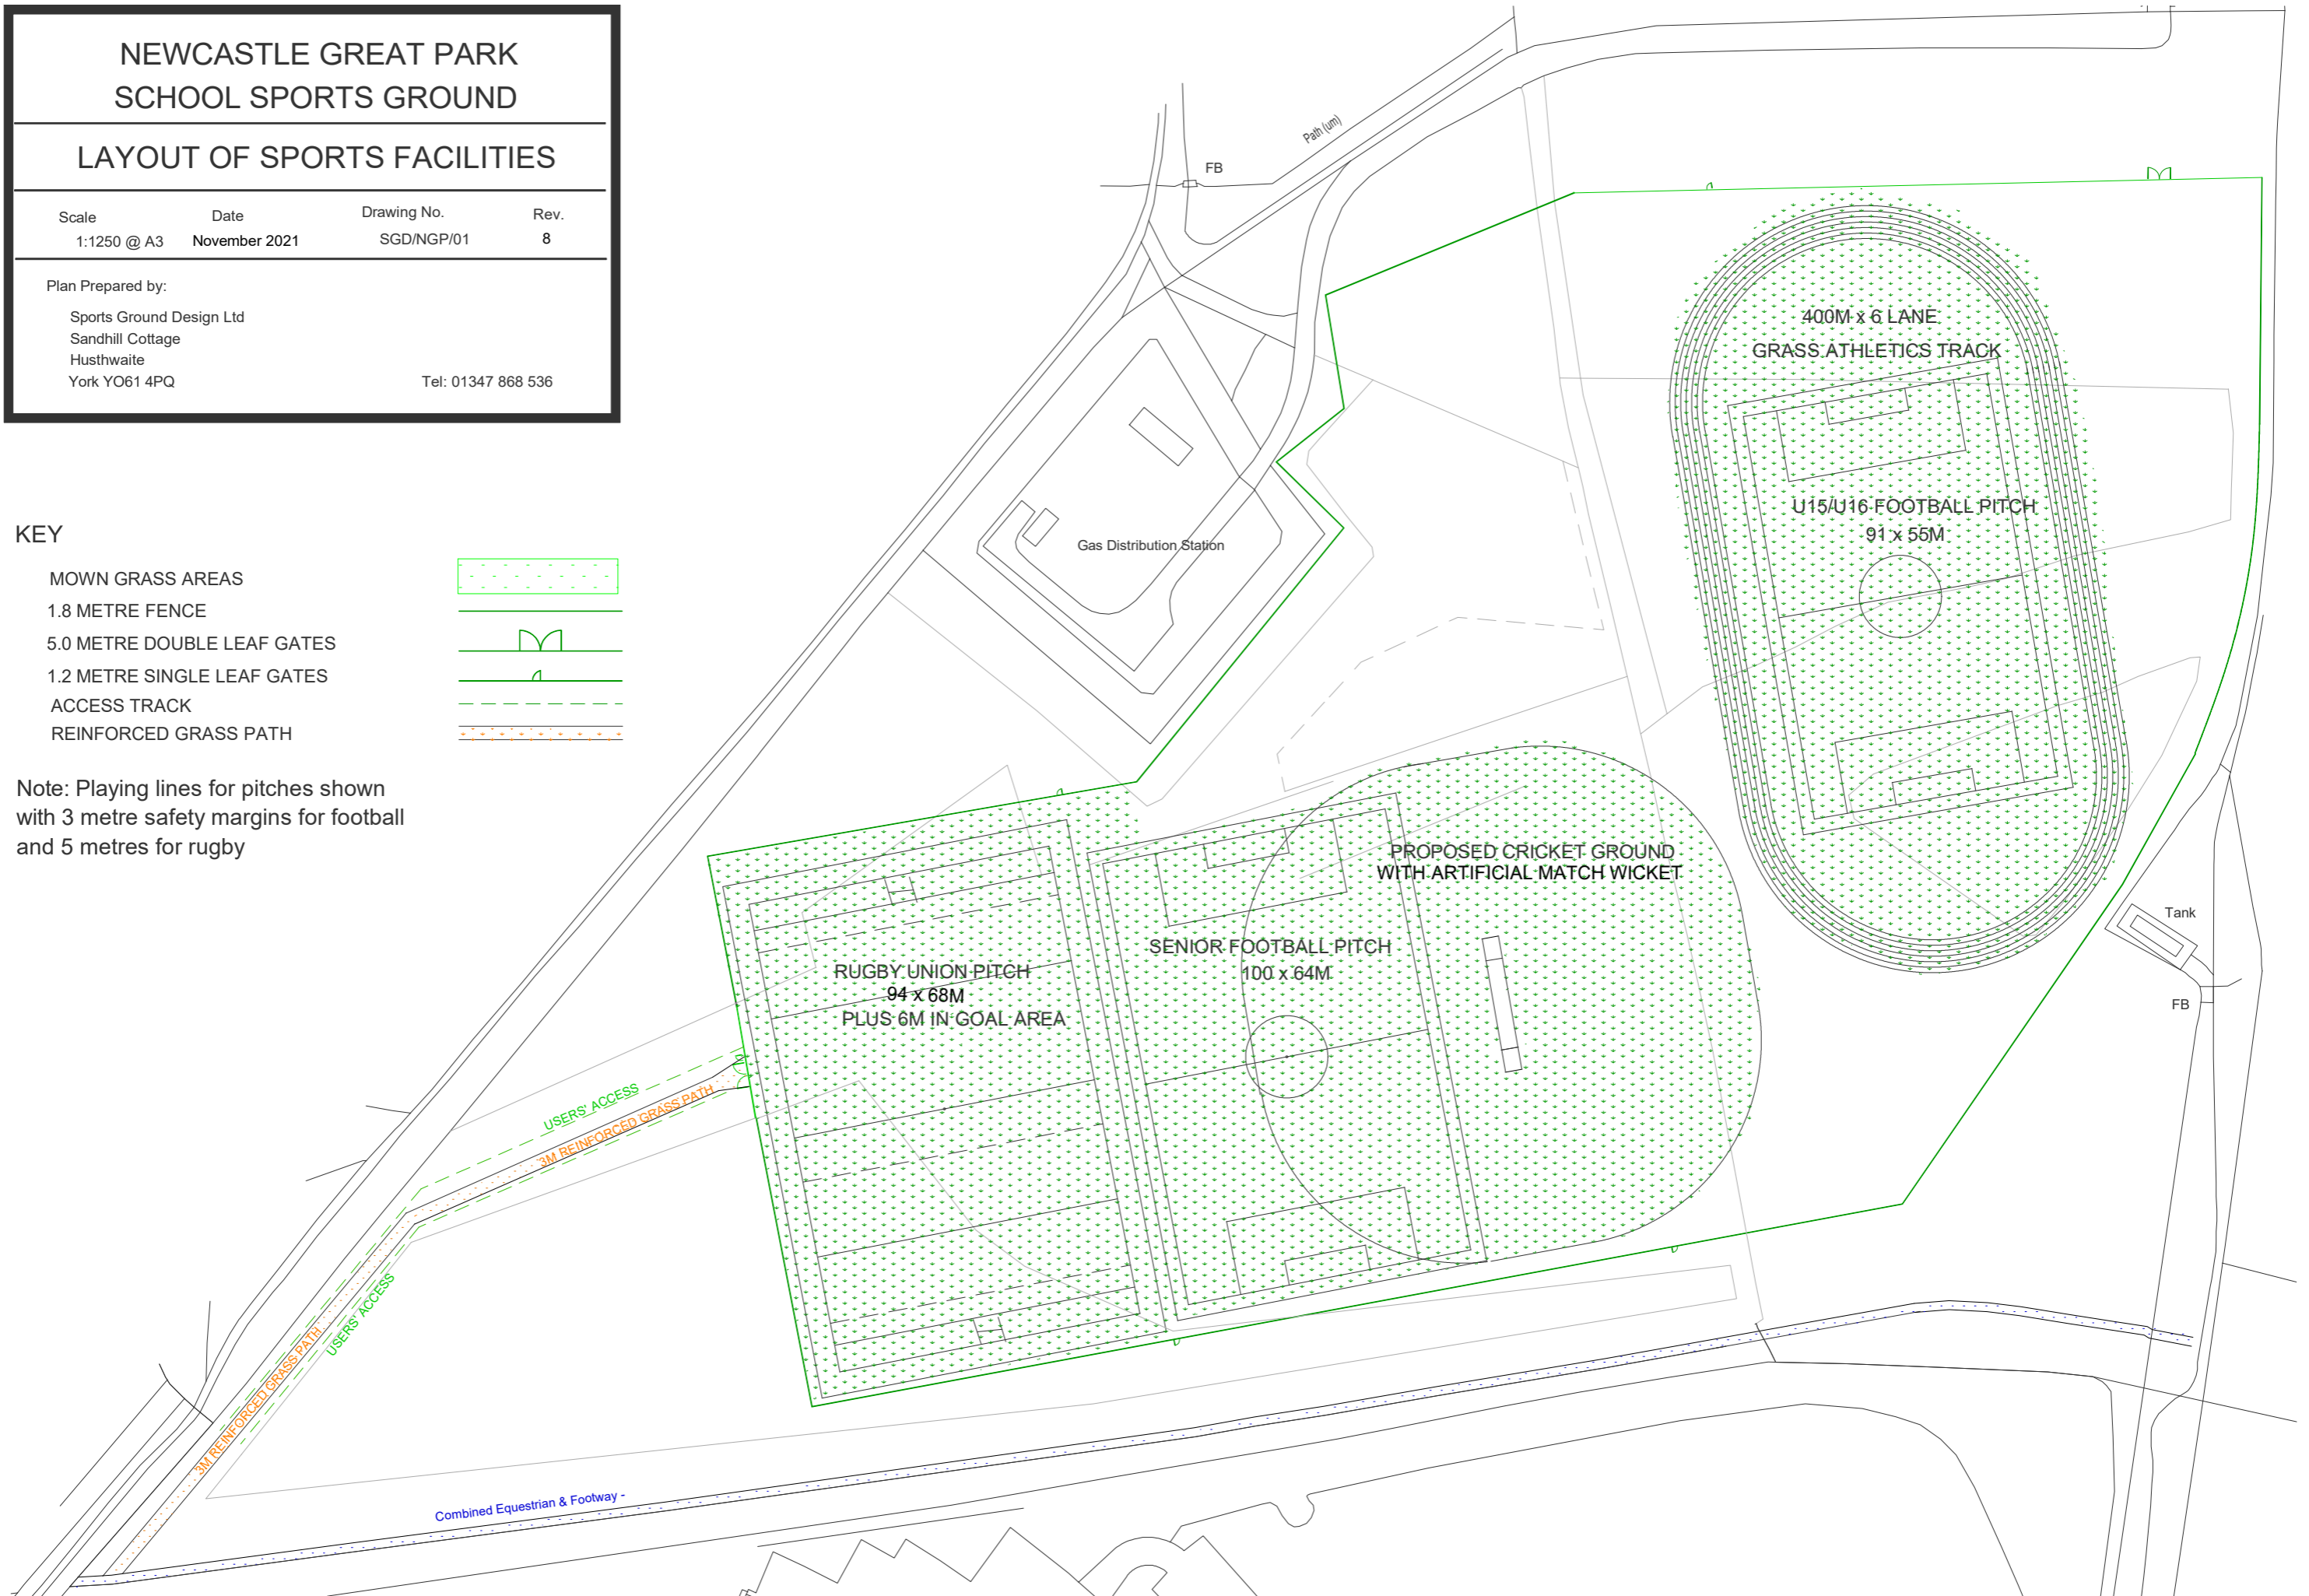 NEWCASTLE GREAT PARK
SCHOOL SPORTS GROUND
LAYOUT OF SPORTS FACILITIES
Scale Date Drawing No. Rev.
1:1250 @ A3 November 2021 SGD/NGP/01 8
Plan Prepared by:
Sports Ground Design Ltd
Sandhill Cottage
Husthwaite
York YO61 4PQ Tel: 01347 868 536
KEY
MOWN GRASS AREAS
1.8 METRE FENCE
5.0 METRE DOUBLE LEAF GATES
1.2 METRE SINGLE LEAF GATES
ACCESS TRACK
REINFORCED GRASS PATH
Note: Playing lines for pitches shown
with 3 metre safety margins for football
and 5 metres for rugby
Path (um)
FB
Gas Distribution Station
400M x 6 LANE
GRASS ATHLETICS TRACK
U15/U16 FOOTBALL PITCH
91 x 55M
PROPOSED CRICKET GROUND
WITH ARTIFICIAL MATCH WICKET
SENIOR FOOTBALL PITCH
100 x 64M
RUGBY UNION PITCH
94 x 68M
PLUS 6M IN GOAL AREA
Tank
FB
USERS' ACCESS
3M REINFORCED GRASS PATH
USERS' ACCESS
3M REINFORCED GRASS PATH
Combined Equestrian & Footway -